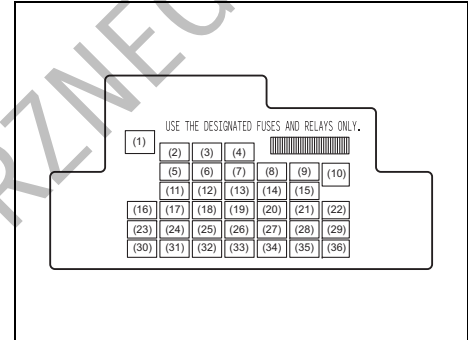 RZNEG
USE THE DESIGNATED FUSES AND RELAYS ONLY.
(1)
(2) (3) (4)
(5) (6) (7) (8) (9) (10)
(11) (12) (13) (14) (15)
(16) (17) (18) (19) (20) (21) (22)
(23) (24) (25) (26) (27) (28) (29)
(30) (31) (32) (33) (34) (35) (36)